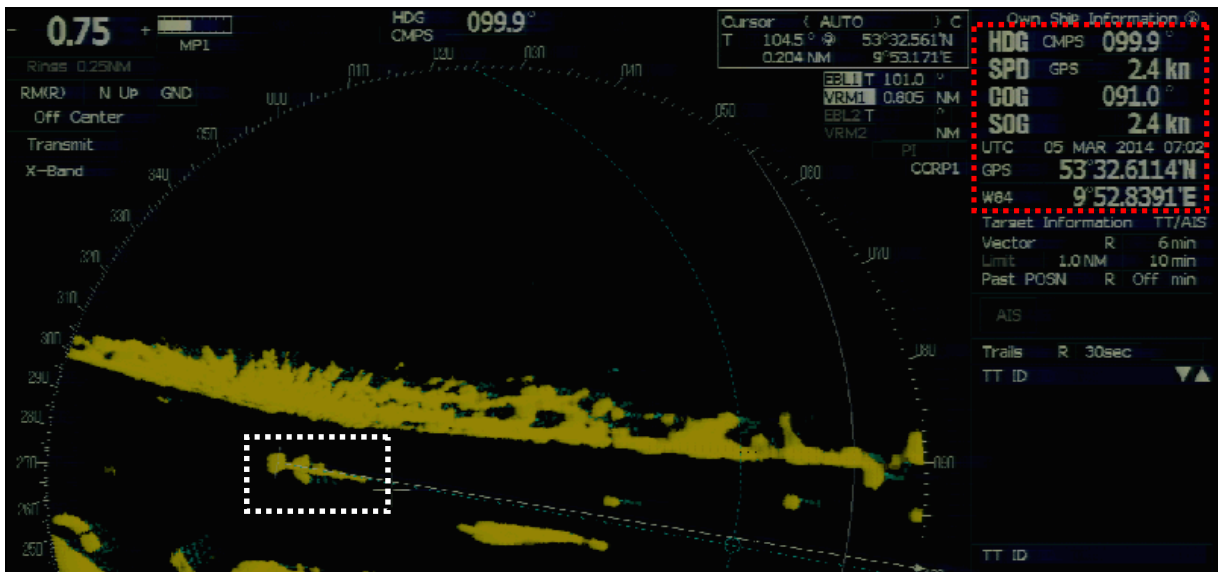 - 0.75 +
MP1
Rings 0.25NM
RM(R) N UP GND
Off Center
Transmit
X-Band
HDG 099.9°
CMPS
Cursor ( AUTO ) C
T 104.5° 53°32.561'N
0.204 NM 9°53.171'E
EBL1 T 101.0 °
VRM1 0.805 NM
EBL2 T °
VRM2 NM
PI
CCRP1
Own Ship Information
HDG CMPS 099.9 °
SPD GPS 2.4 kn
COG 091.0 °
SOG 2.4 kn
UTC 05 MAR 2014 07:02
GPS 53°32.6114'N
W84 9°52.8391'E
Target Information TT/AIS
Vector R 6 min
Limit 1.0 NM 10 min
Past POSN R Off min
AIS
Trails R 30sec
TT ID ▼▲
TT ID
250
260
270
280
290
300
310
320
330
340
350
000
010
020
030
040
050
060
070
080
090